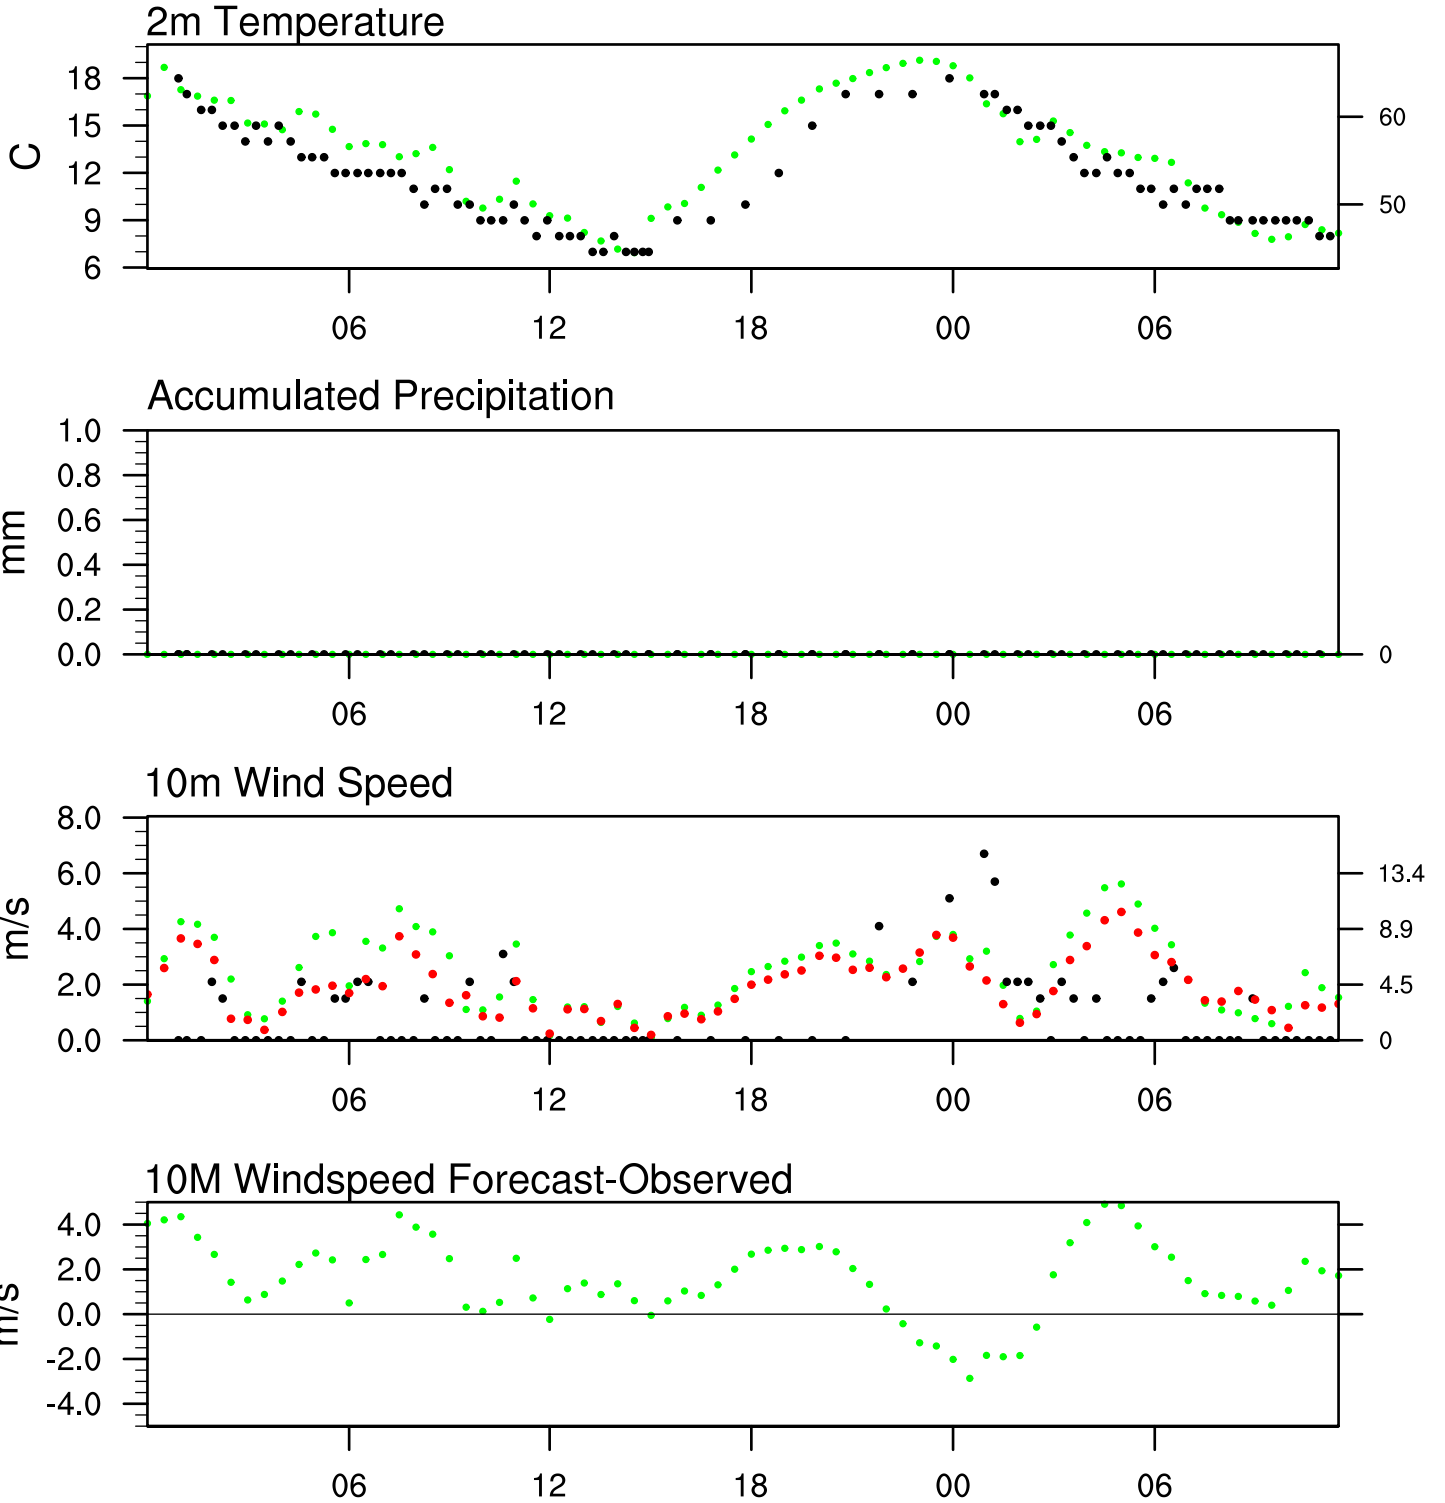 2m Temperature
18
15
12
9
6
C
60
50
06 12 18 00 06
Accumulated Precipitation
1.0
0.8
0.6
0.4
0.2
0.0
mm
0
06 12 18 00 06
10m Wind Speed
8.0
6.0
4.0
2.0
0.0
m/s
13.4
8.9
4.5
0
06 12 18 00 06
10M Windspeed Forecast-Observed
4.0
2.0
0.0
-2.0
-4.0
m/s
06 12 18 00 06